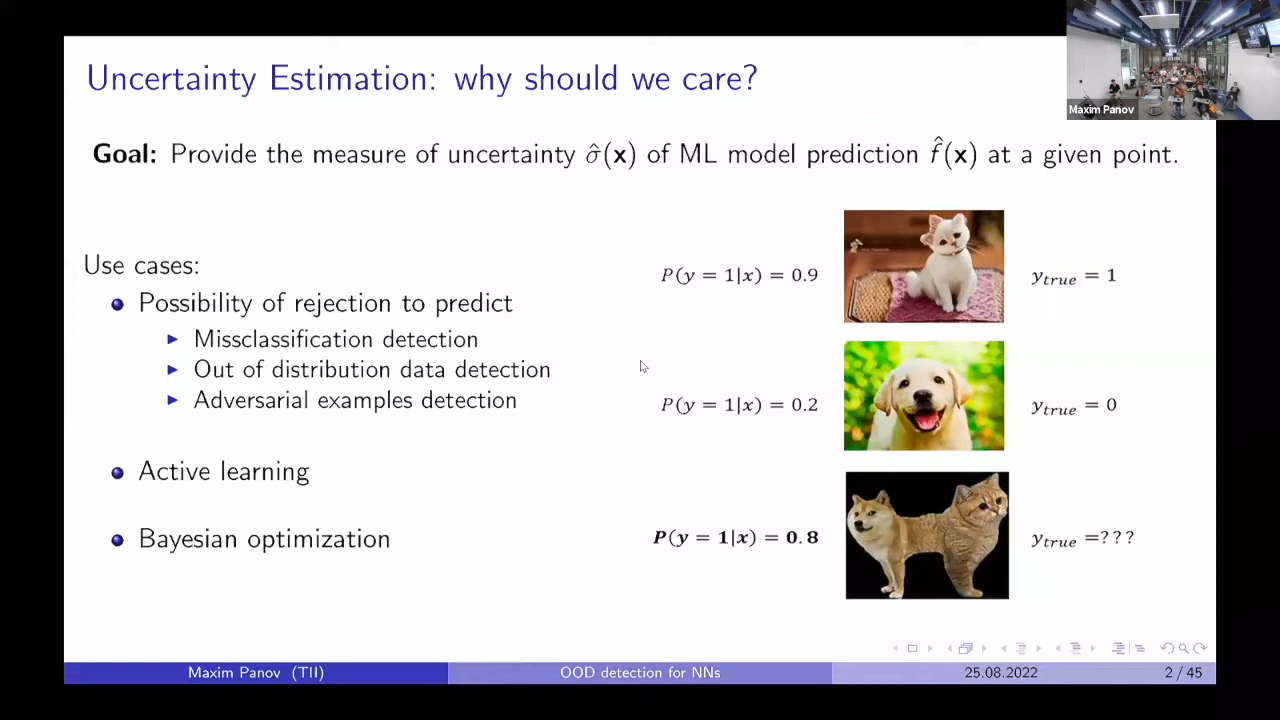 Uncertainty Estimation: why should we care?
Maxim Panov
Goal: Provide the measure of uncertainty σ̂(x) of ML model prediction f̂(x) at a given point.
Use cases:
Possibility of rejection to predict
Missclassification detection
Out of distribution data detection
Adversarial examples detection
Active learning
Bayesian optimization
P(y = 1|x) = 0.9
y_true = 1
P(y = 1|x) = 0.2
y_true = 0
P(y = 1|x) = 0.8
y_true =???
Maxim Panov (TII)
OOD detection for NNs
25.08.2022
2 / 45